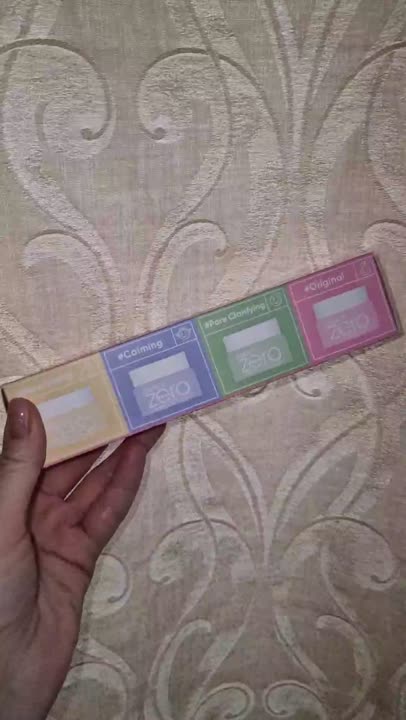 #Calming
zero
#Pore Clarifying
zero
#Original
zero